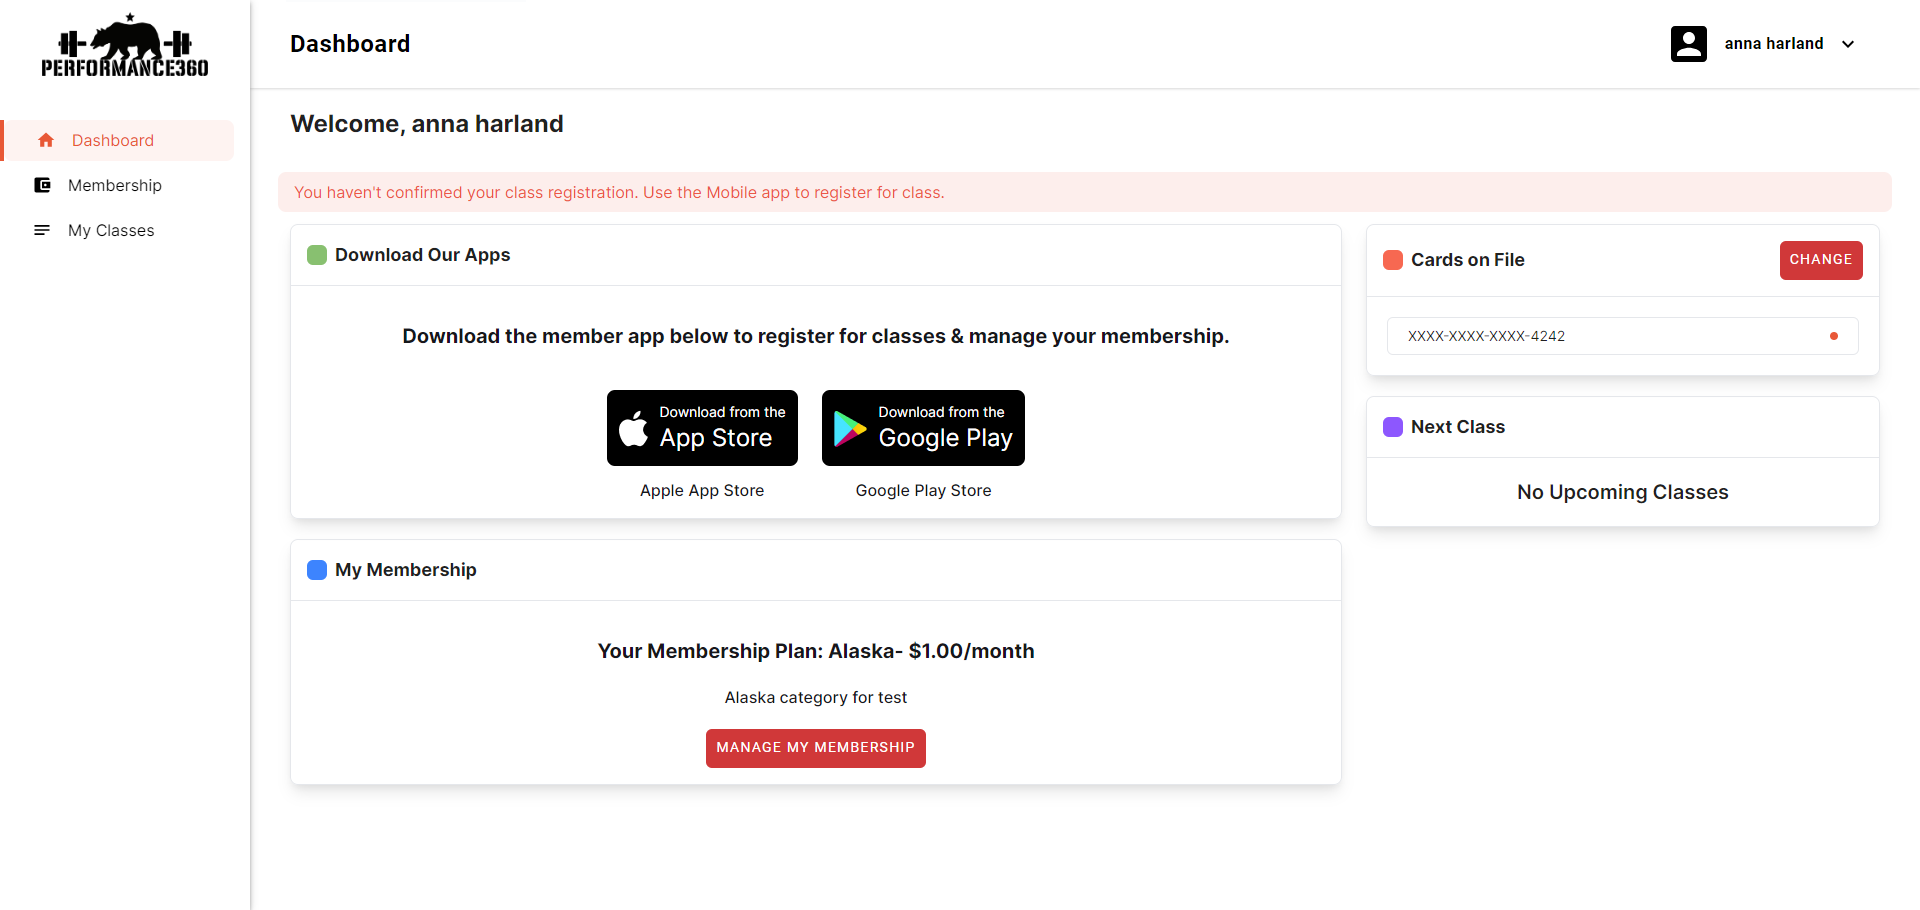 PERFORMANCE360
Dashboard
anna harland
Dashboard
Membership
My Classes
Welcome, anna harland
You haven't confirmed your class registration. Use the Mobile app to register for class.
Download Our Apps
Download the member app below to register for classes & manage your membership.
Download from the
App Store
Apple App Store
Download from the
Google Play
Google Play Store
My Membership
Your Membership Plan: Alaska- $1.00/month
Alaska category for test
MANAGE MY MEMBERSHIP
Cards on File
CHANGE
XXXX-XXXX-XXXX-4242
Next Class
No Upcoming Classes